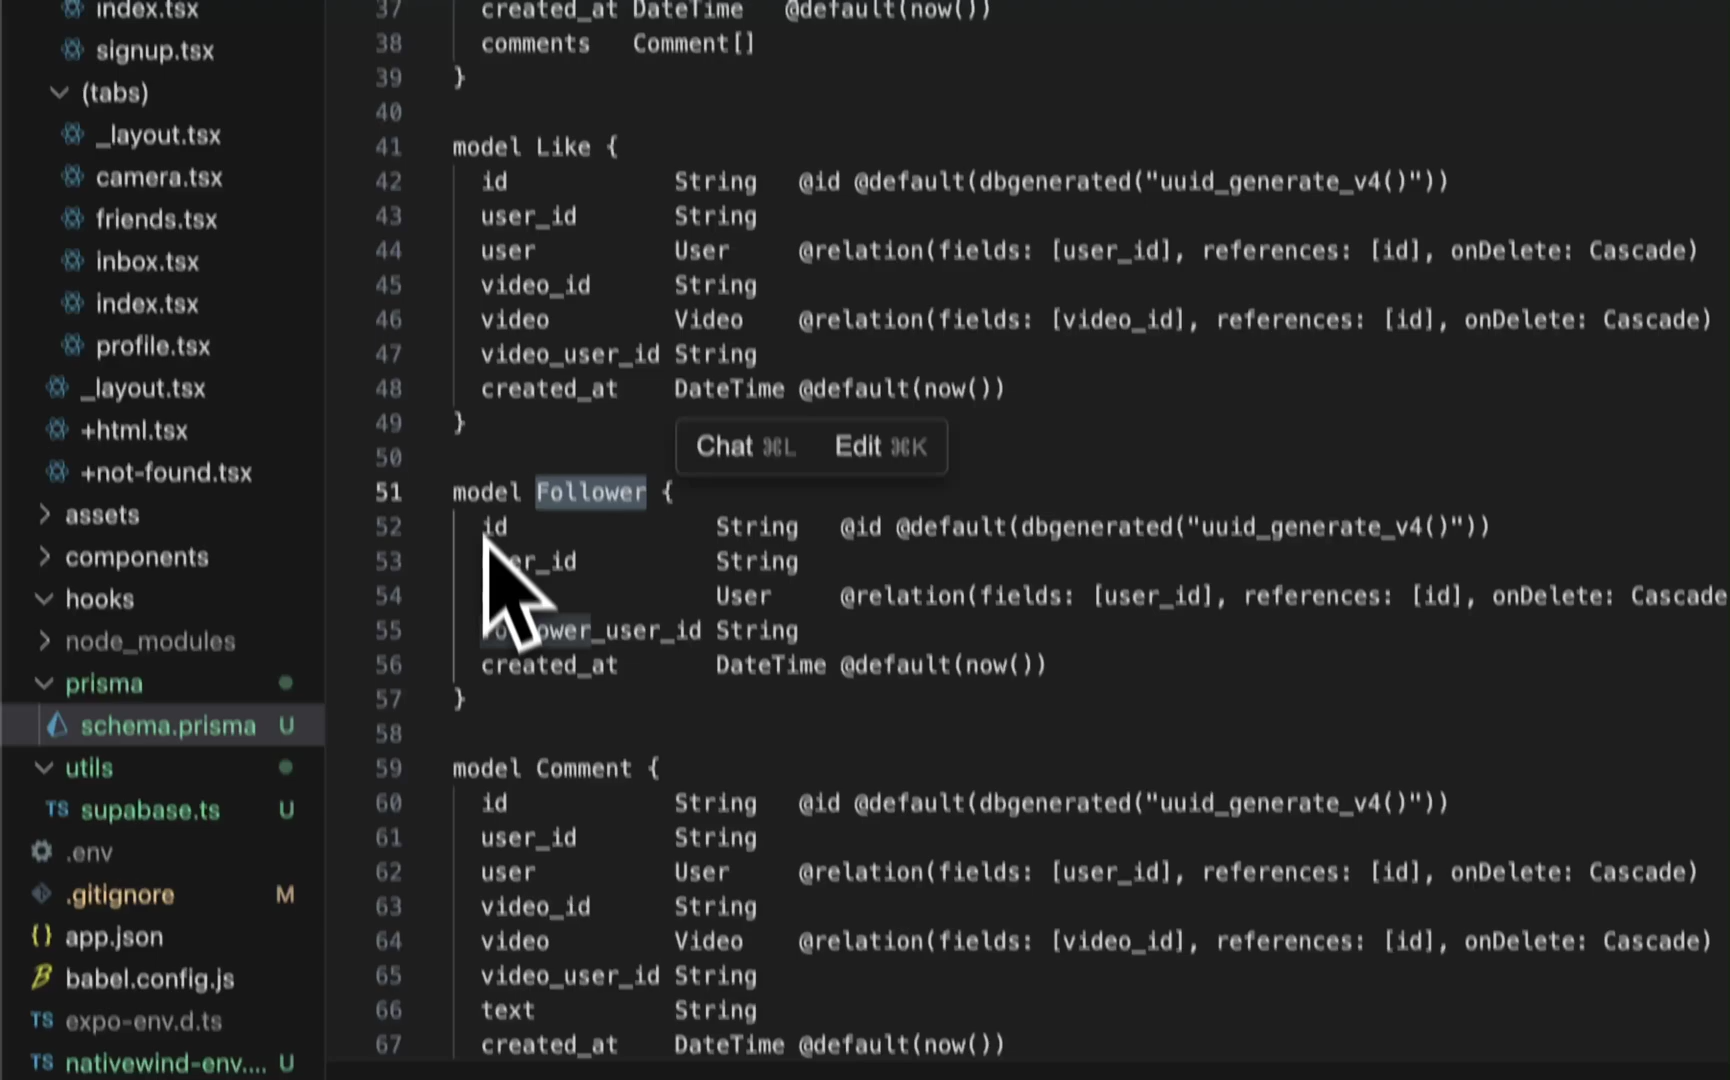 index.tsx
signup.tsx
(tabs)
_layout.tsx
camera.tsx
friends.tsx
inbox.tsx
index.tsx
profile.tsx
_layout.tsx
+html.tsx
+not-found.tsx
assets
components
hooks
node_modules
prisma
schema.prisma U
utils
TS supabase.ts U
.env
.gitignore M
{} app.json
babel.config.js
TS expo-env.d.ts
TS nativewind-env.... U
37 created_at DateTime @default(now())
38 comments Comment[]
39 }
40
41 model Like {
42 id String @id @default(dbgenerated("uuid_generate_v4()"))
43 user_id String
44 user User @relation(fields: [user_id], references: [id], onDelete: Cascade)
45 video_id String
46 video Video @relation(fields: [video_id], references: [id], onDelete: Cascade)
47 video_user_id String
48 created_at DateTime @default(now())
49 }
Chat ⌘L Edit ⌘K
50
51 model Follower {
52 id String @id @default(dbgenerated("uuid_generate_v4()"))
53 String
54 User @relation(fields: [user_id], references: [id], onDelete: Cascade
55 String
56 created_at DateTime @default(now())
57 }
58
59 model Comment {
60 id String @id @default(dbgenerated("uuid_generate_v4()"))
61 user_id String
62 user User @relation(fields: [user_id], references: [id], onDelete: Cascade)
63 video_id String
64 video Video @relation(fields: [video_id], references: [id], onDelete: Cascade)
65 video_user_id String
66 text String
67 created_at DateTime @default(now())